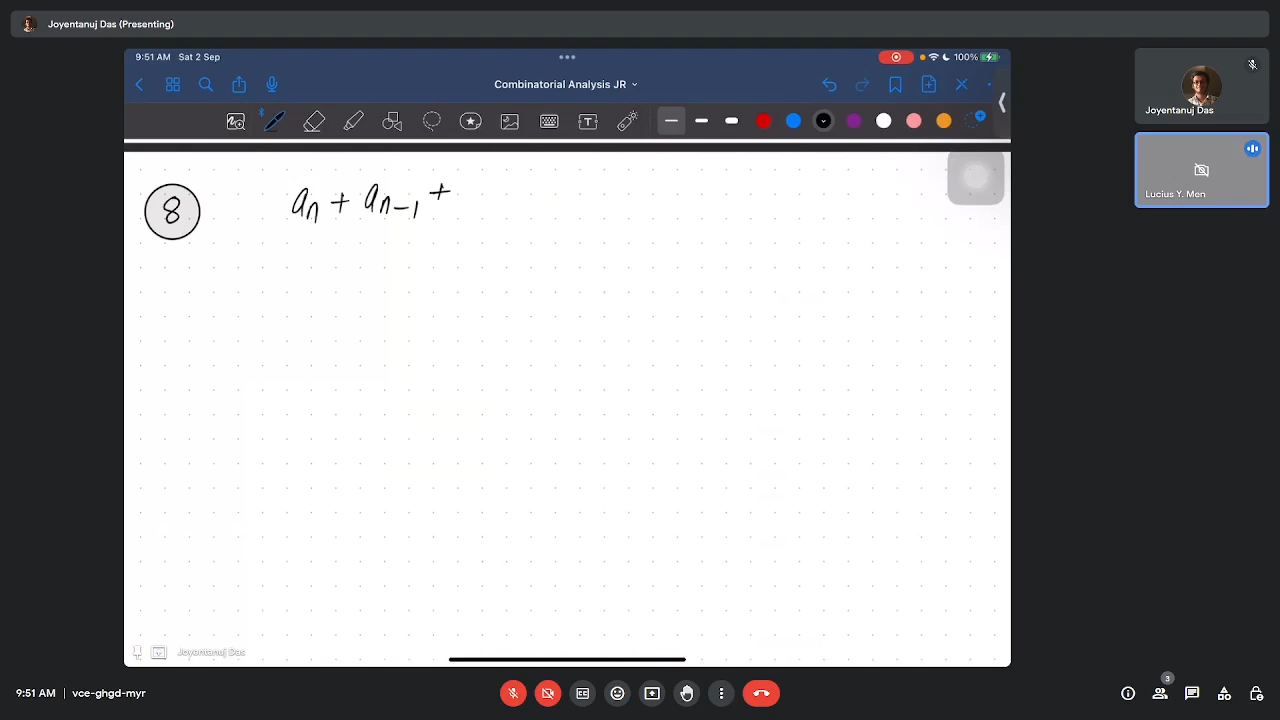 Joyentanuj Das (Presenting)
9:51 AM Sat 2 Sep
100%
Combinatorial Analysis JR
8
aₙ + aₙ₋₁ +
Joyentanuj Das
Joyentanuj Das
Lucius Y. Men
9:51 AM | vce-ghgd-myr
3